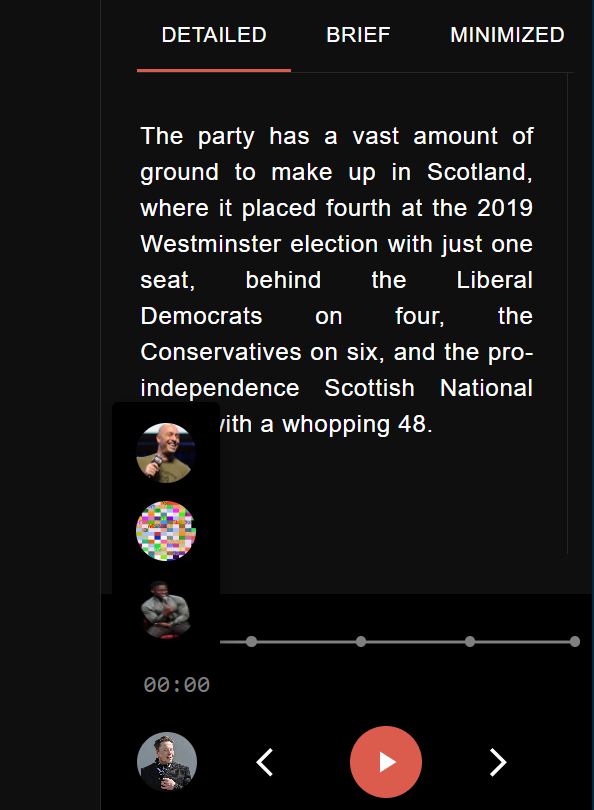 DETAILED BRIEF MINIMIZED
The party has a vast amount of
ground to make up in Scotland,
where it placed fourth at the 2019
Westminster election with just one
seat, behind the Liberal
Democrats on four, the
Conservatives on six, and the pro-
independence Scottish National
with a whopping 48.
00:00